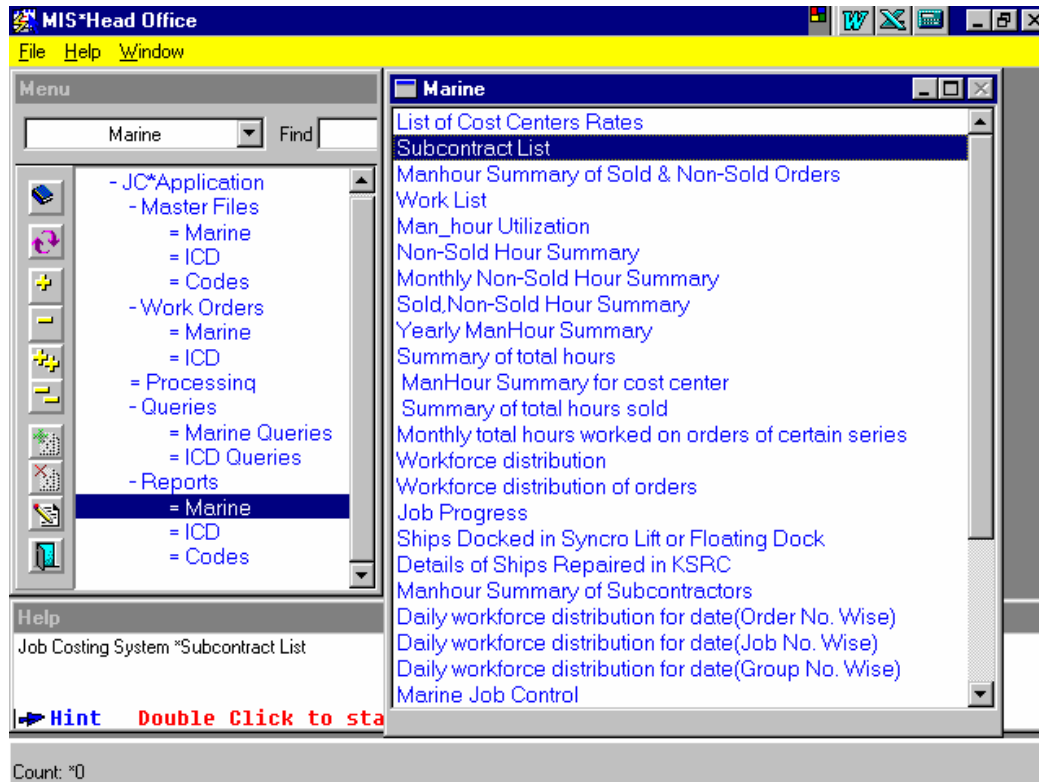 MIS*Head Office
File Help Window
Menu
Marine Find
- JC*Application
- Master Files
= Marine
= ICD
= Codes
- Work Orders
= Marine
= ICD
= Processing
- Queries
= Marine Queries
= ICD Queries
- Reports
= Marine
= ICD
= Codes
Marine
List of Cost Centers Rates
Subcontract List
Manhour Summary of Sold & Non-Sold Orders
Work List
Man_hour Utilization
Non-Sold Hour Summary
Monthly Non-Sold Hour Summary
Sold,Non-Sold Hour Summary
Yearly ManHour Summary
Summary of total hours
ManHour Summary for cost center
Summary of total hours sold
Monthly total hours worked on orders of certain series
Workforce distribution
Workforce distribution of orders
Job Progress
Ships Docked in Syncro Lift or Floating Dock
Details of Ships Repaired in KSRC
Manhour Summary of Subcontractors
Daily workforce distribution for date(Order No. Wise)
Daily workforce distribution for date(Job No. Wise)
Daily workforce distribution for date(Group No. Wise)
Marine Job Control
Help
Job Costing System *Subcontract List
Hint Double Click to sta
Count: *0